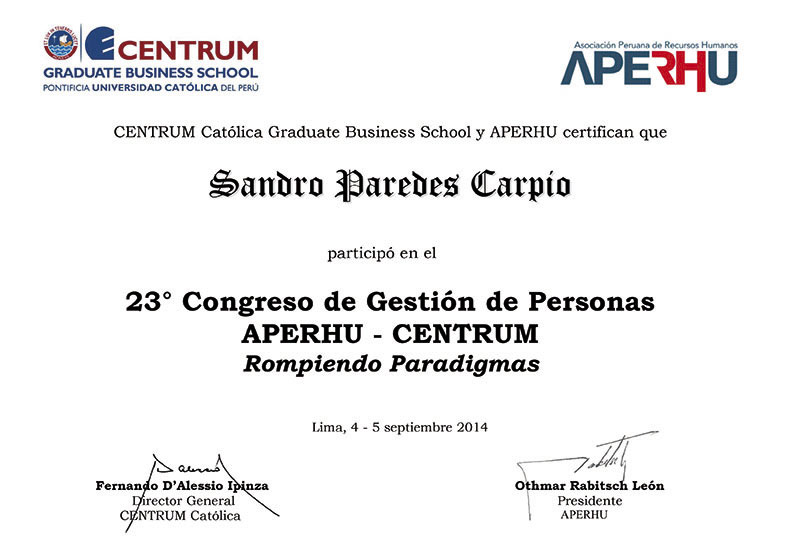 CENTRUM
GRADUATE BUSINESS SCHOOL
PONTIFICIA UNIVERSIDAD CATÓLICA DEL PERÚ
Asociación Peruana de Recursos Humanos
APERHU
CENTRUM Católica Graduate Business School y APERHU certifican que
Sandro Paredes Carpio
participó en el
23° Congreso de Gestión de Personas
APERHU - CENTRUM
Rompiendo Paradigmas
Lima, 4 - 5 septiembre 2014
Fernando D'Alessio Ipinza
Director General
CENTRUM Católica
Othmar Rabitsch León
Presidente
APERHU